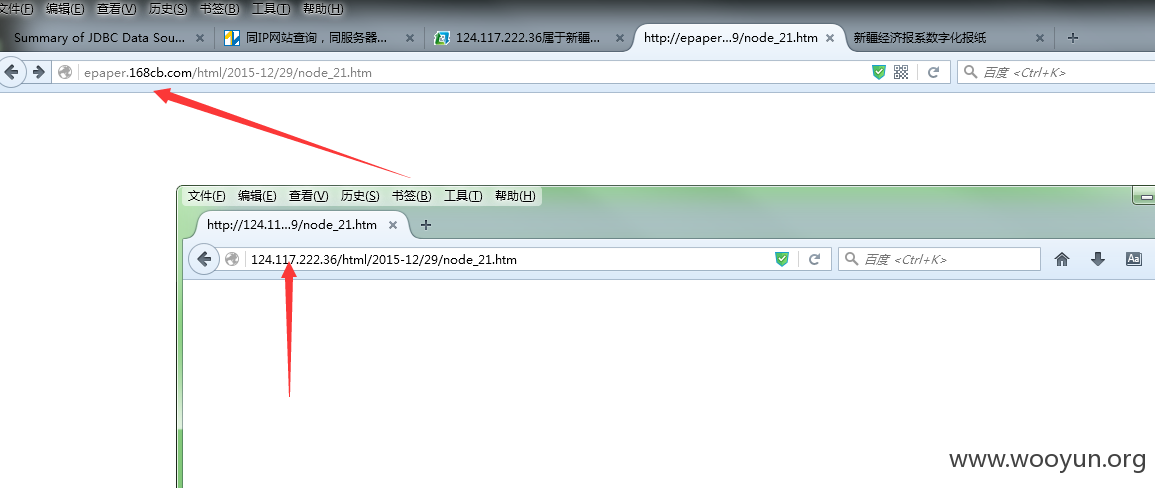 文件(F) 编辑(E) 查看(V) 历史(S) 书签(B) 工具(T) 帮助(H)
Summary of JDBC Data Sou... 同IP网站查询，同服务器... 124.117.222.36属于新疆... http://epaper...9/node_21.htm 新疆经济报系数字化报纸
epaper.168cb.com/html/2015-12/29/node_21.htm 百度 <Ctrl+K>
文件(F) 编辑(E) 查看(V) 历史(S) 书签(B) 工具(T) 帮助(H)
http://124.11...9/node_21.htm
124.117.222.36/html/2015-12/29/node_21.htm 百度 <Ctrl+K> Aa
www.wooyun.org